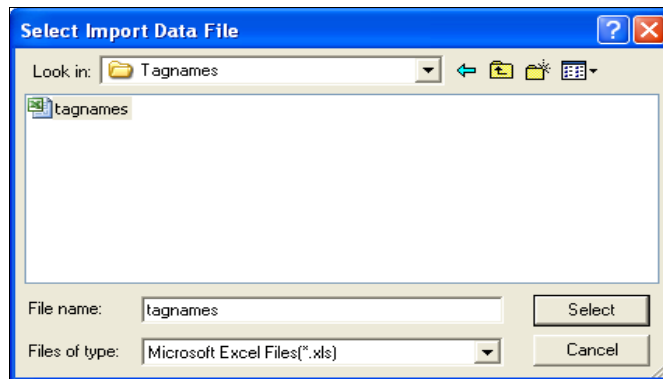 Select Import Data File
Look in: Tagnames
tagnames
File name: tagnames Select
Files of type: Microsoft Excel Files(*.xls) Cancel